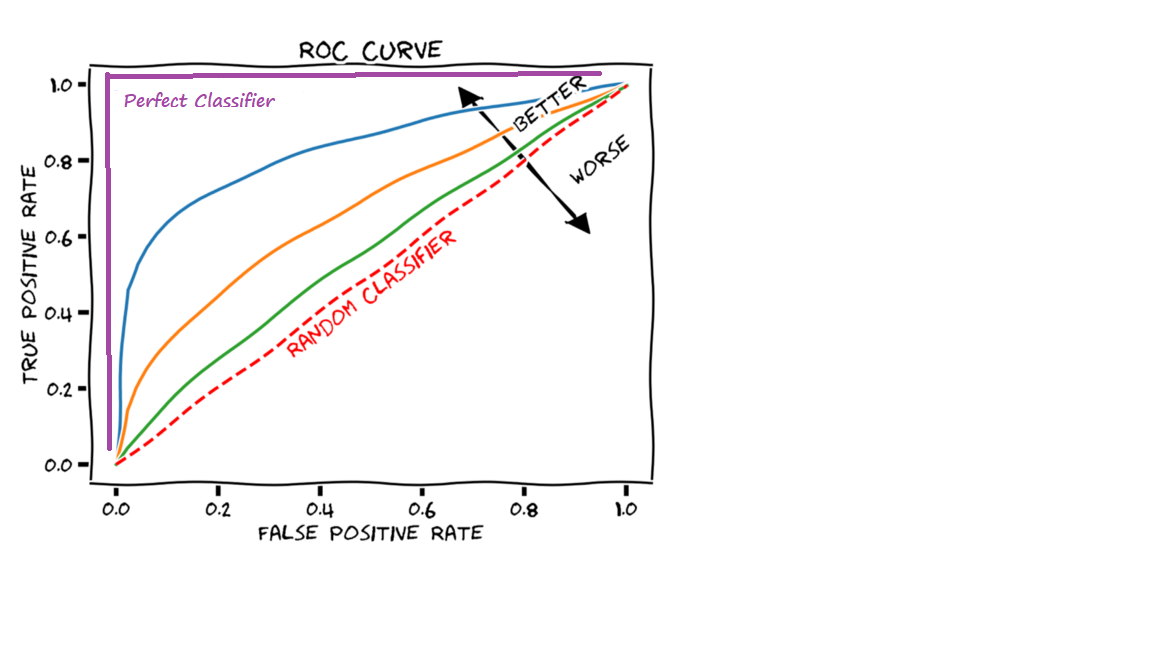 ROC CURVE
Perfect Classifier
BETTER
WORSE
RANDOM CLASSIFIER
TRUE POSITIVE RATE
1.0
0.8
0.6
0.4
0.2
0.0
0.0 0.2 0.4 0.6 0.8 1.0
FALSE POSITIVE RATE